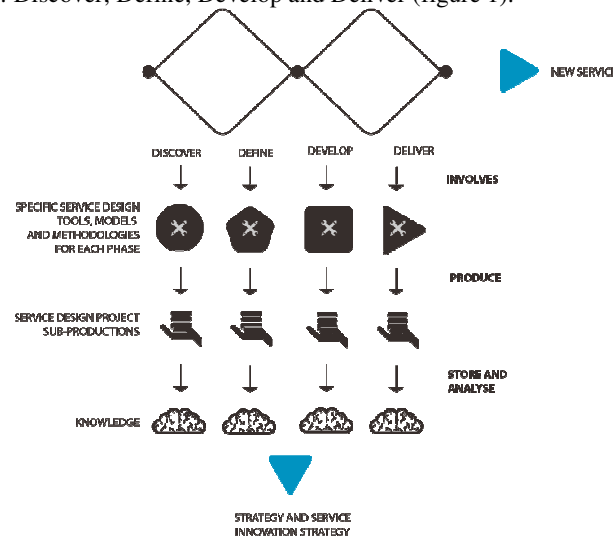 : Discover, Define, Develop and Deliver (figure 1).
NEW SERVICI
DISCOVER DEFINE DEVELOP DELIVER
INVOLVES
SPECIFIC SERVICE DESIGN
TOOLS, MODELS
AND METHODOLOGIES
FOR EACH PHASE
PRODUCE
SERVICE DESIGN PROJECT
SUB-PRODUCTIONS
STORE AND
ANALYSE
KNOWLEDGE
STRATEGY AND SERVICE
INNOVATION STRATEGY